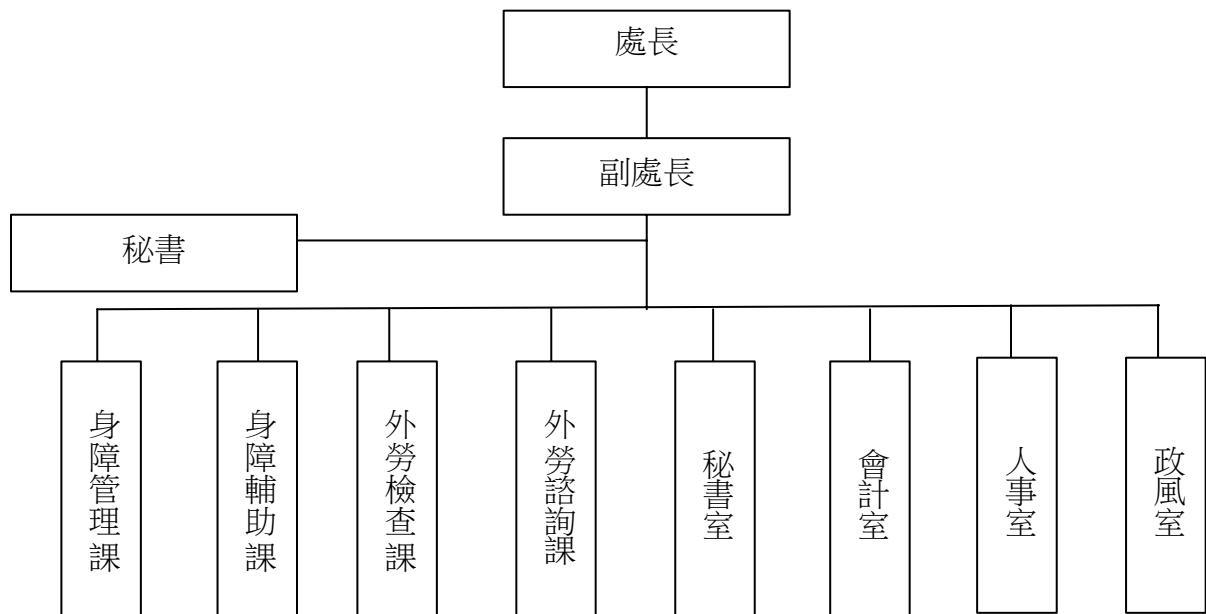 處長
副處長
秘書
身障管理課
身障輔助課
外勞檢查課
外勞諮詢課
秘書室
會計室
人事室
政風室